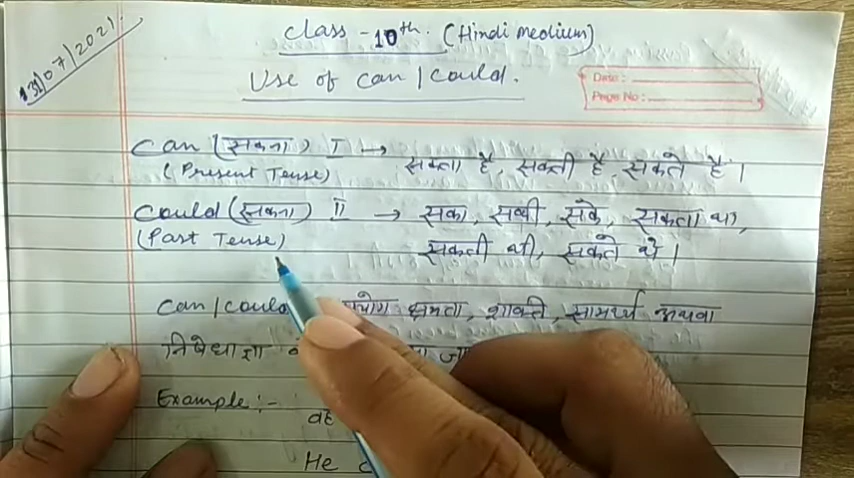 31/07/2021.
Class - 10th. (Hindi medium)
Use of can / could.
Date :
Page No :
Can (सकना) I → सकता है, सकती है, सकते है।
(Present Tense)
Could (सकना) II → सका, सकी, सके, सकता था,
(Past Tense) सकती थी, सकते थे।
Can / could प्रयोग क्षमता, शक्ति, सामर्थ्य अथवा
निषेधाज्ञा
Example :-
वह
He